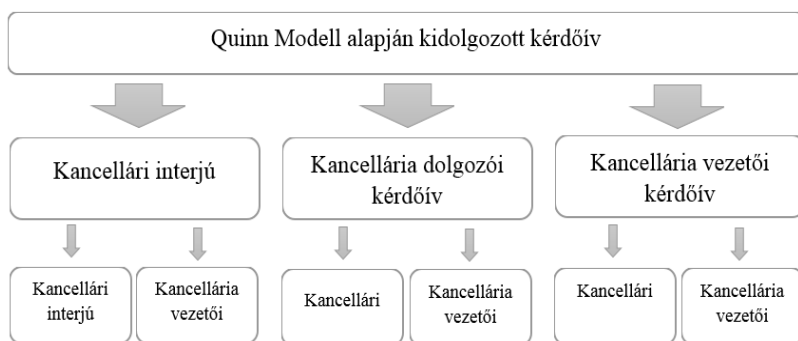 Quinn Modell alapján kidolgozott kérdőív
Kancellári interjú
Kancellária dolgozói
kérdőív
Kancellária vezetői
kérdőív
Kancellári
interjú
Kancellária
vezetői
Kancellári
Kancellária
vezetői
Kancellári
Kancellária
vezetői